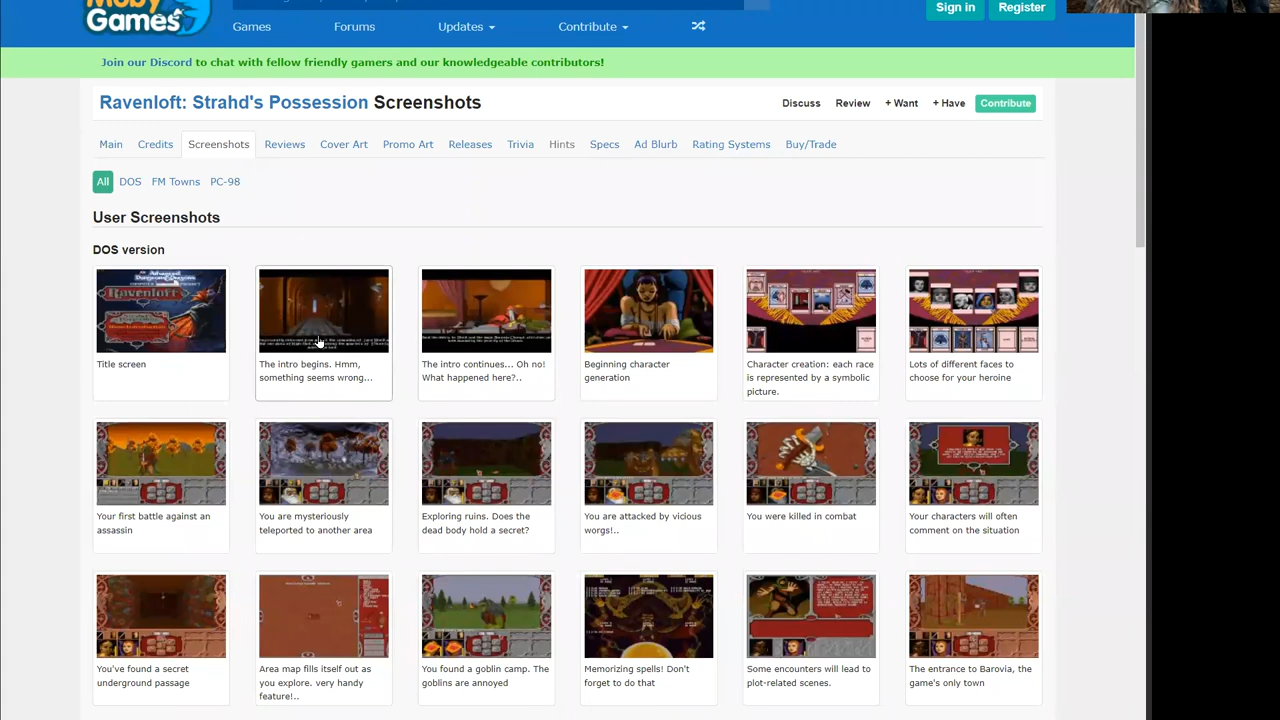 Moby
Games
Sign in
Register
Games
Forums
Updates
Contribute
Join our Discord to chat with fellow friendly gamers and our knowledgeable contributors!
Ravenloft: Strahd's Possession Screenshots
Discuss
Review
+ Want
+ Have
Contribute
Main
Credits
Screenshots
Reviews
Cover Art
Promo Art
Releases
Trivia
Hints
Specs
Ad Blurb
Rating Systems
Buy/Trade
All
DOS
FM Towns
PC-98
User Screenshots
DOS version
Ravenloft
Title screen
The intro begins. Hmm,
something seems wrong...
The intro continues... Oh no!
What happened here?..
Beginning character
generation
Character creation: each race
is represented by a symbolic
picture.
Lots of different faces to
choose for your heroine
Your first battle against an
assassin
You are mysteriously
teleported to another area
Exploring ruins. Does the
dead body hold a secret?
You are attacked by vicious
worgs!..
You were killed in combat
Your characters will often
comment on the situation
You've found a secret
underground passage
Area map fills itself out as
you explore. very handy
feature!..
You found a goblin camp. The
goblins are annoyed
Memorizing spells! Don't
forget to do that
Some encounters will lead to
plot-related scenes.
The entrance to Barovia, the
game's only town